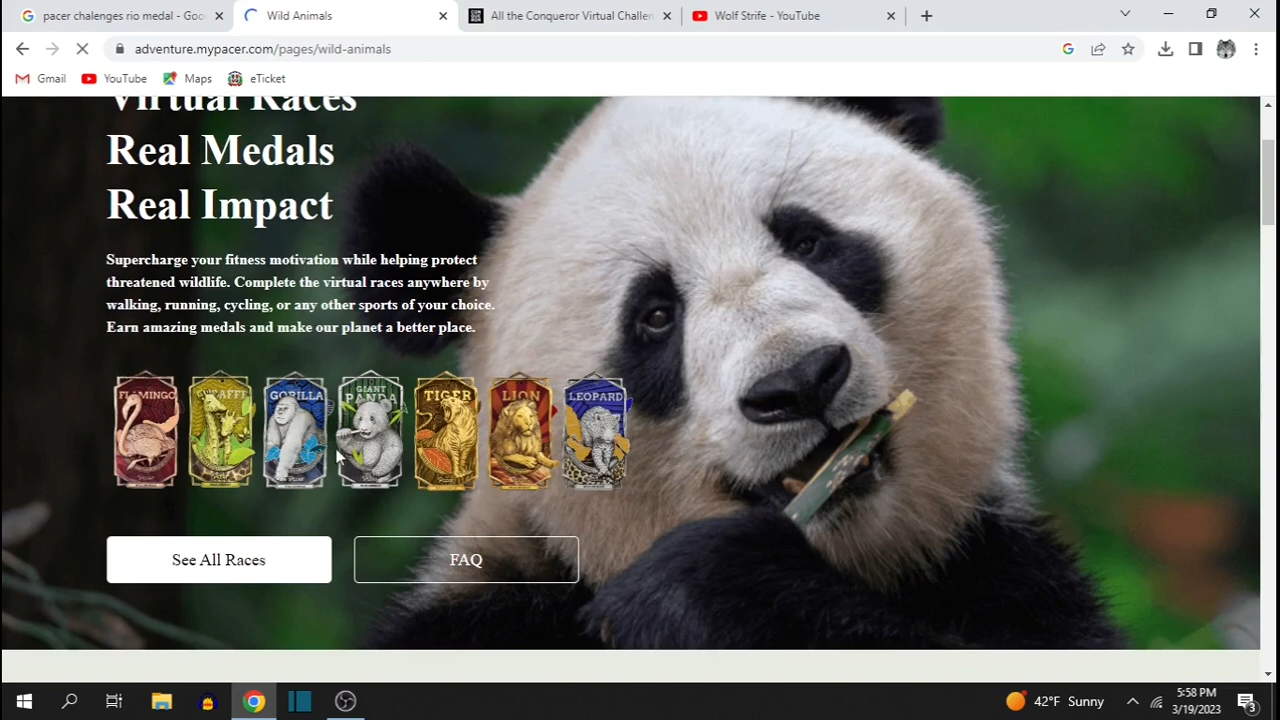 pacer chalenges rio medal - Goo
Wild Animals
All the Conqueror Virtual Challen
Wolf Strife - YouTube
adventure.mypacer.com/pages/wild-animals
Gmail
YouTube
Maps
eTicket
Virtual Races
Real Medals
Real Impact
Supercharge your fitness motivation while helping protect
threatened wildlife. Complete the virtual races anywhere by
walking, running, cycling, or any other sports of your choice.
Earn amazing medals and make our planet a better place.
FLAMINGO
GIRAFFE
GORILLA
GIANT
PANDA
TIGER
LION
LEOPARD
See All Races
FAQ
42°F Sunny
5:58 PM
3/19/2023
3